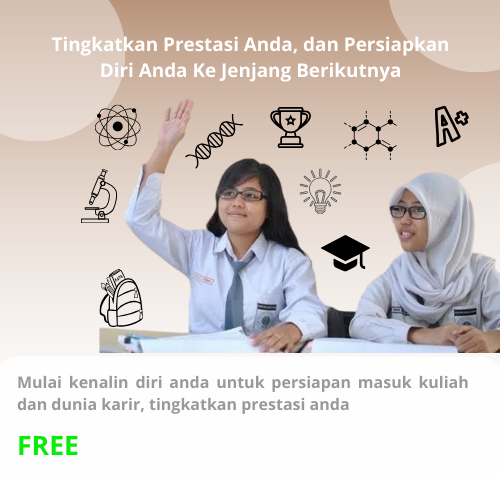 Tingkatkan Prestasi Anda, dan Persiapkan
Diri Anda Ke Jenjang Berikutnya
A+
Mulai kenalin diri anda untuk persiapan masuk kuliah
dan dunia karir, tingkatkan prestasi anda
FREE